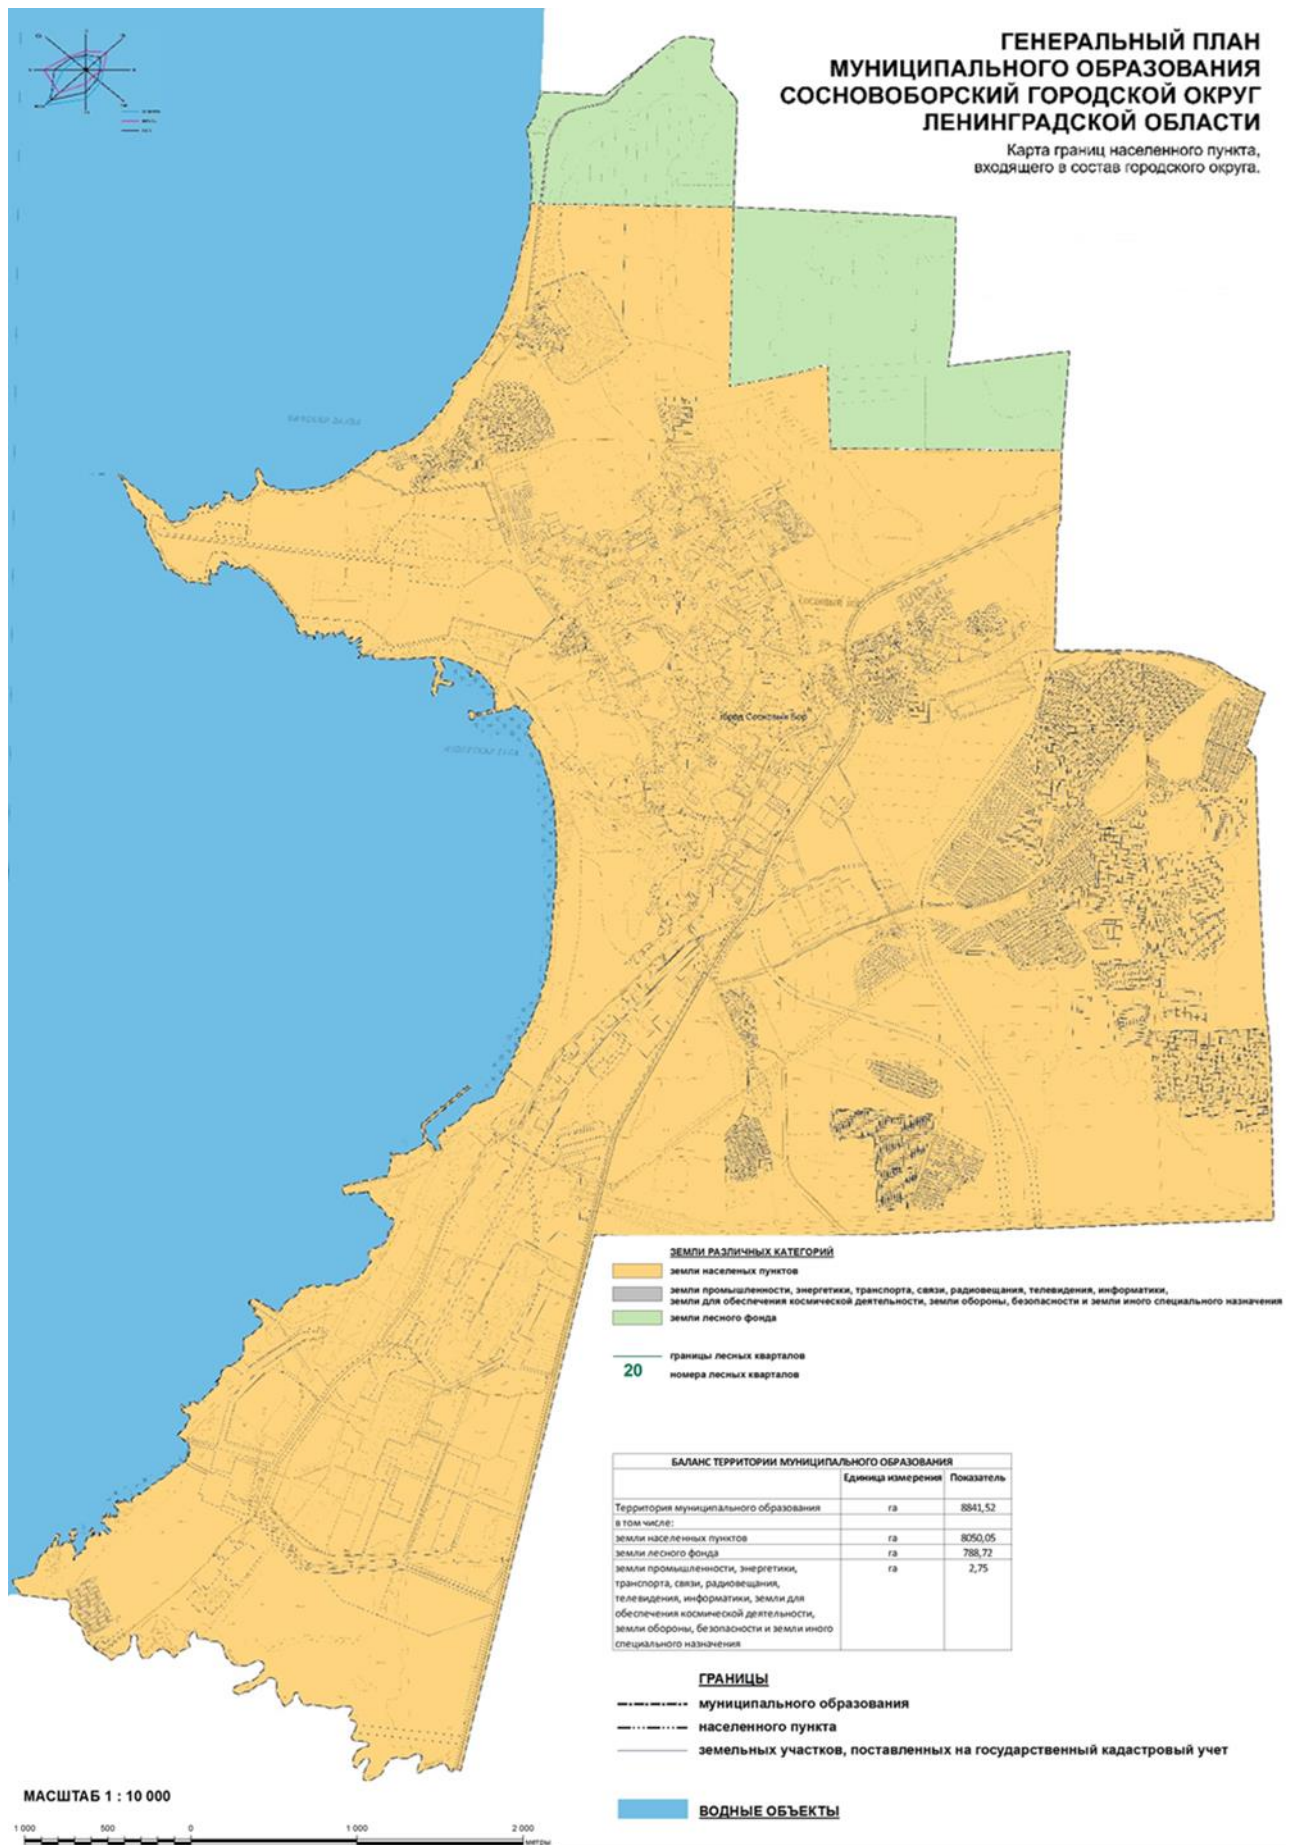 ГЕНЕРАЛЬНЫЙ ПЛАН
МУНИЦИПАЛЬНОГО ОБРАЗОВАНИЯ
СОСНОВОБОРСКИЙ ГОРОДСКОЙ ОКРУГ
ЛЕНИНГРАДСКОЙ ОБЛАСТИ
Карта границ населенного пункта,
входящего в состав городского округа.
город Сосновый Бор
ЗЕМЛИ РАЗЛИЧНЫХ КАТЕГОРИЙ
земли населеных пунктов
земли промышленности, энергетики, транспорта, связи, радиовещания, телевидения, информатики,
земли для обеспечения космической деятельности, земли обороны, безопасности и земли иного специального назначения
земли лесного фонда
границы лесных кварталов
20 номера лесных кварталов
БАЛАНС ТЕРРИТОРИИ МУНИЦИПАЛЬНОГО ОБРАЗОВАНИЯ
Единица измерения Показатель
Территория муниципального образования га 8841,52
в том числе:
земли населенных пунктов га 8050,05
земли лесного фонда га 788,72
земли промышленности, энергетики, га 2,75
транспорта, связи, радиовещания,
телевидения, информатики, земли для
обеспечения космической деятельности,
земли обороны, безопасности и земли иного
специального назначения
ГРАНИЦЫ
муниципального образования
населенного пункта
земельных участков, поставленных на государственный кадастровый учет
ВОДНЫЕ ОБЪЕКТЫ
МАСШТАБ 1 : 10 000
1 000 500 0 1 000 2 000
метры